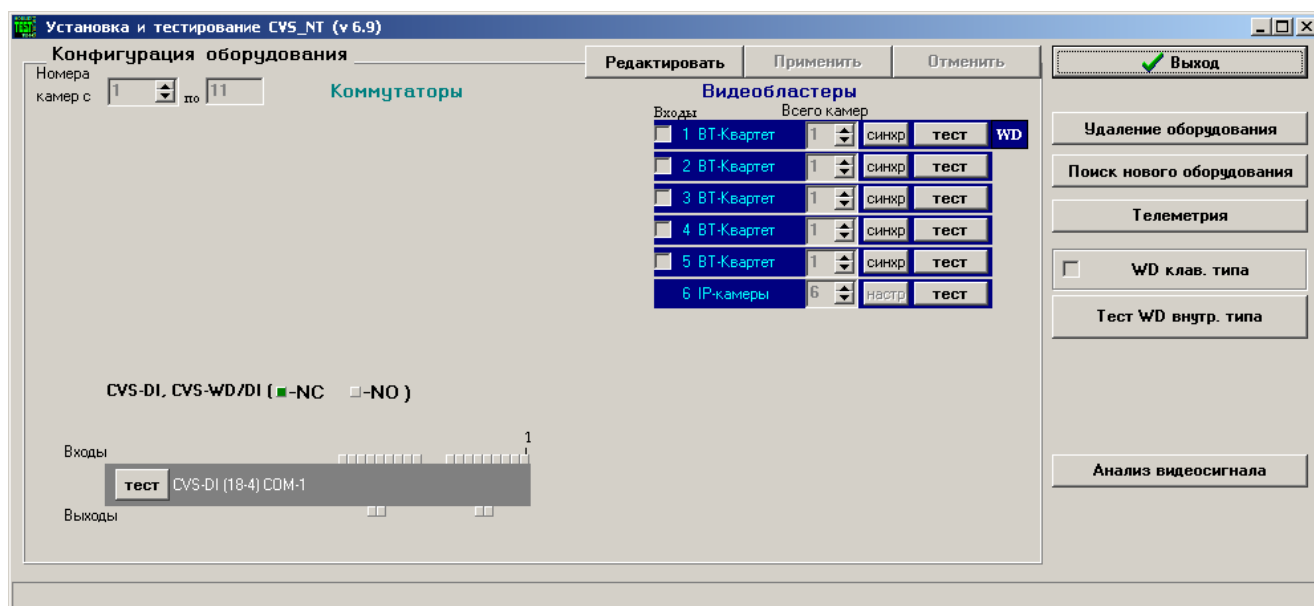 Установка и тестирование CVS_NT (v 6.9)
Конфигурация оборудования
Редактировать Применить Отменить
Выход
Номера
камер с 1 по 11
Коммутаторы
Видеобластеры
Входы Всего камер
1 ВТ-Квартет 1 синхр тест WD
2 ВТ-Квартет 1 синхр тест
3 ВТ-Квартет 1 синхр тест
4 ВТ-Квартет 1 синхр тест
5 ВТ-Квартет 1 синхр тест
6 IP-камеры 6 настр тест
Удаление оборудования
Поиск нового оборудования
Телеметрия
WD клав. типа
Тест WD внутр. типа
CVS-DI, CVS-WD/DI ( -NC -NO )
1
Входы
тест CVS-DI (18-4) COM-1
Выходы
Анализ видеосигнала